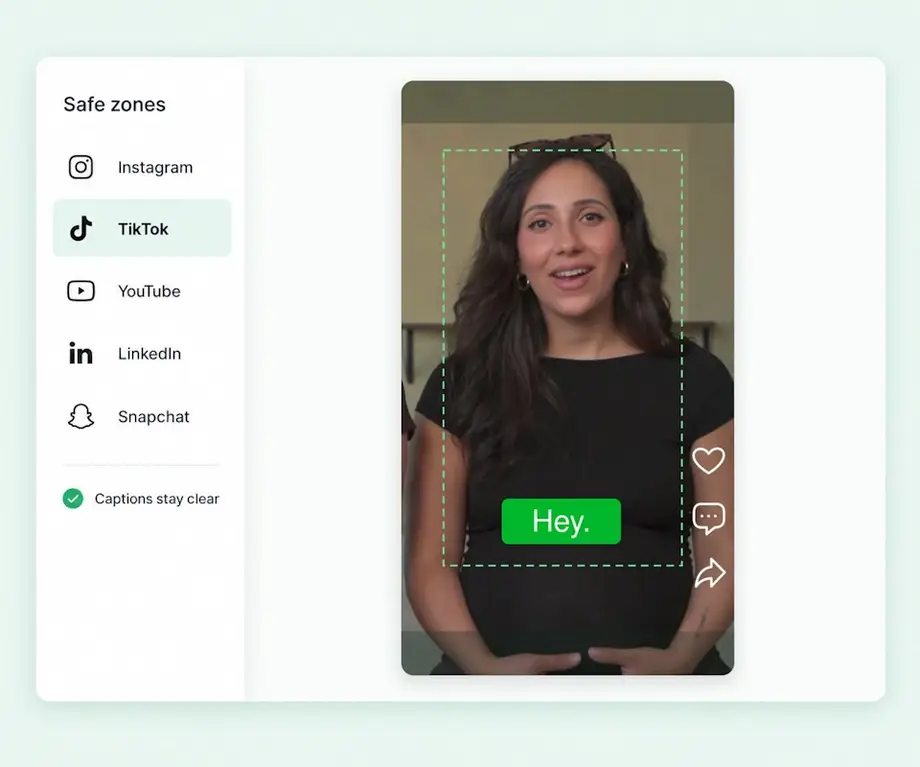 Safe zones
Instagram
TikTok
YouTube
LinkedIn
Snapchat
Captions stay clear
Hey.